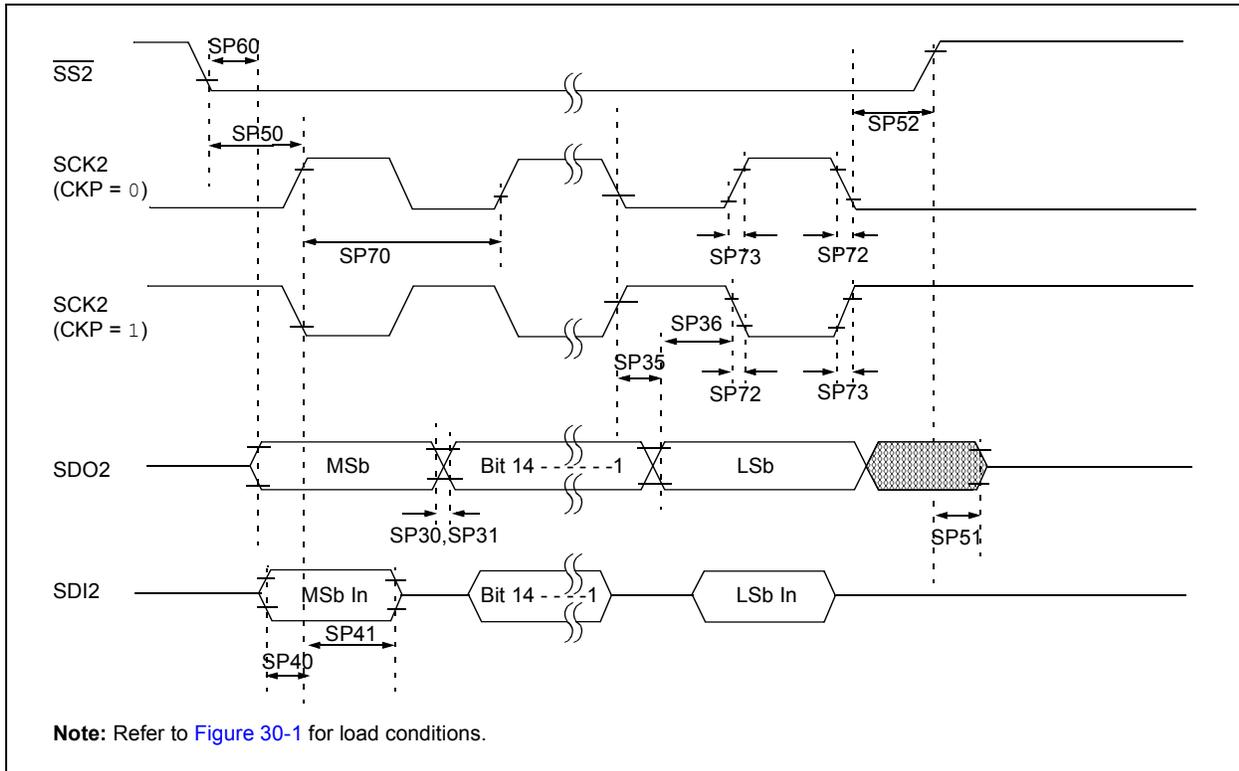 SP60
SS2
SP52
SP50
SCK2
(CKP = 0)
SP70
SP73
SP72
SCK2
(CKP = 1)
SP36
SP35
SP72
SP73
SDO2
MSb
Bit 14 - - - - - - -1
LSb
SP30,SP31
SP51
SDI2
MSb In
Bit 14 - - - - -1
LSb In
SP41
SP40
Note: Refer to Figure 30-1 for load conditions.